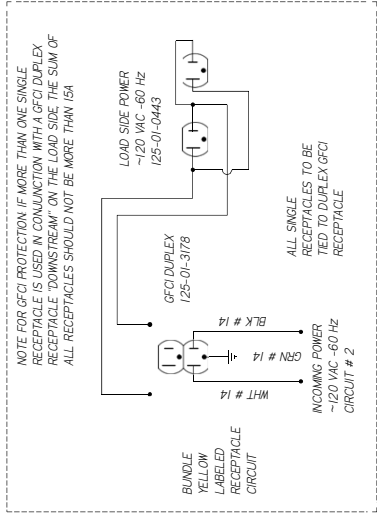 NOTE FOR GFCI PROTECTION: IF MORE THAN ONE SINGLE
RECEPTACLE IS USED IN CONJUNCTION WITH A GFCI DUPLEX
RECEPTACLE "DOWNSTREAM" ON THE LOAD SIDE, THE SUM OF
ALL RECEPTACLES SHOULD NOT BE MORE THAN 15A
LOAD SIDE POWER
~120 VAC -60 Hz
125-01-0443
GFCI DUPLEX
125-01-3178
BUNDLE
YELLOW
LABELED
RECEPTACLE
CIRCUIT
WHT # 14
GRN # 14
BLK # 14
INCOMING POWER
~120 VAC -60 Hz
CIRCUIT # 2
ALL SINGLE
RECEPTACLES TO BE
TIED TO DUPLEX GFCI
RECEPTACLE